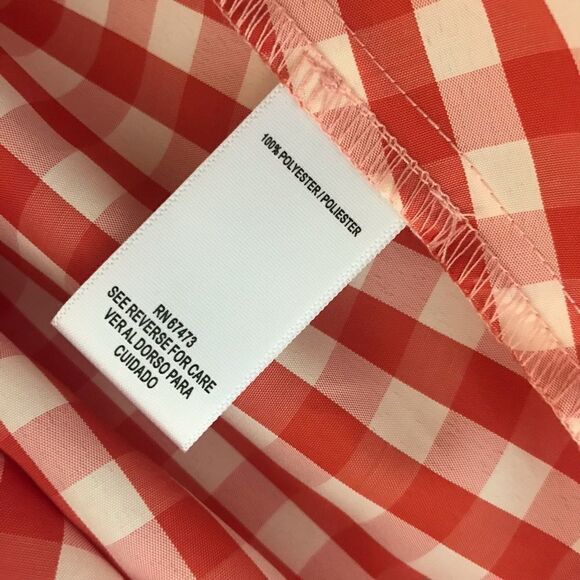 100% POLYESTER / POLIESTER
RN 67473
SEE REVERSE FOR CARE
VER AL DORSO PARA
CUIDADO